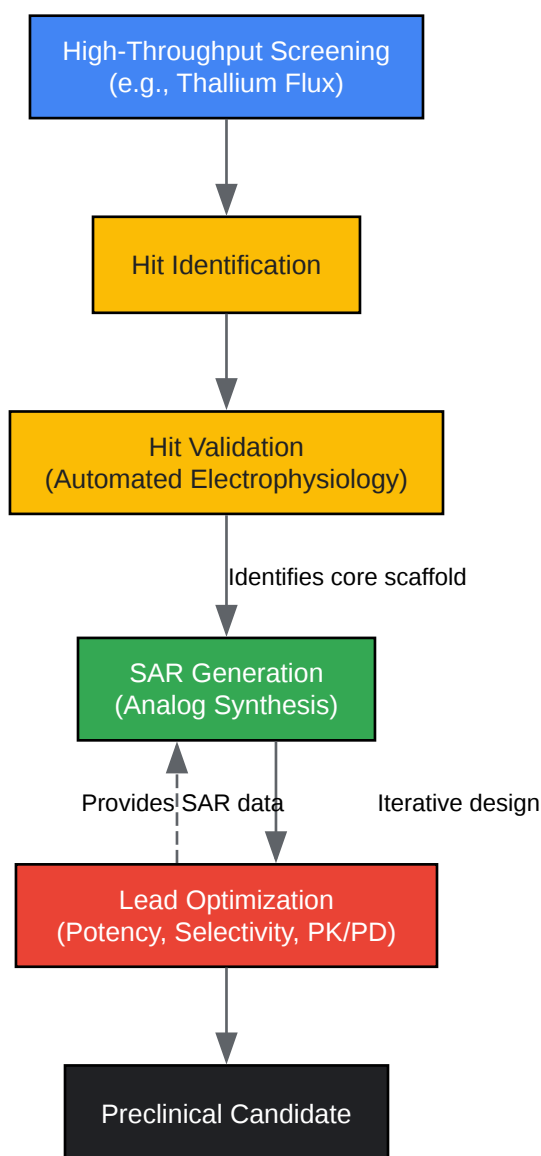 High-Throughput Screening
(e.g., Thallium Flux)
Hit Identification
Hit Validation
(Automated Electrophysiology)
Identifies core scaffold
SAR Generation
(Analog Synthesis)
Provides SAR data
Iterative design
Lead Optimization
(Potency, Selectivity, PK/PD)
Preclinical Candidate